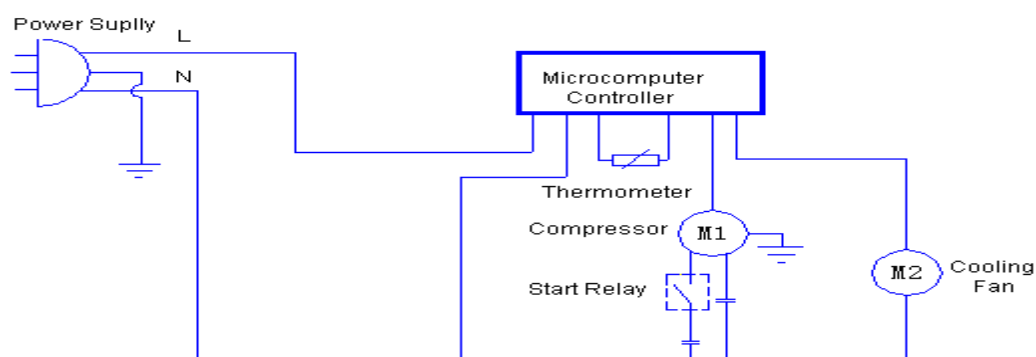 Power Suplly
L
N
Microcomputer
Controller
Thermometer
Compressor
M1
Start Relay
M2
Cooling
Fan